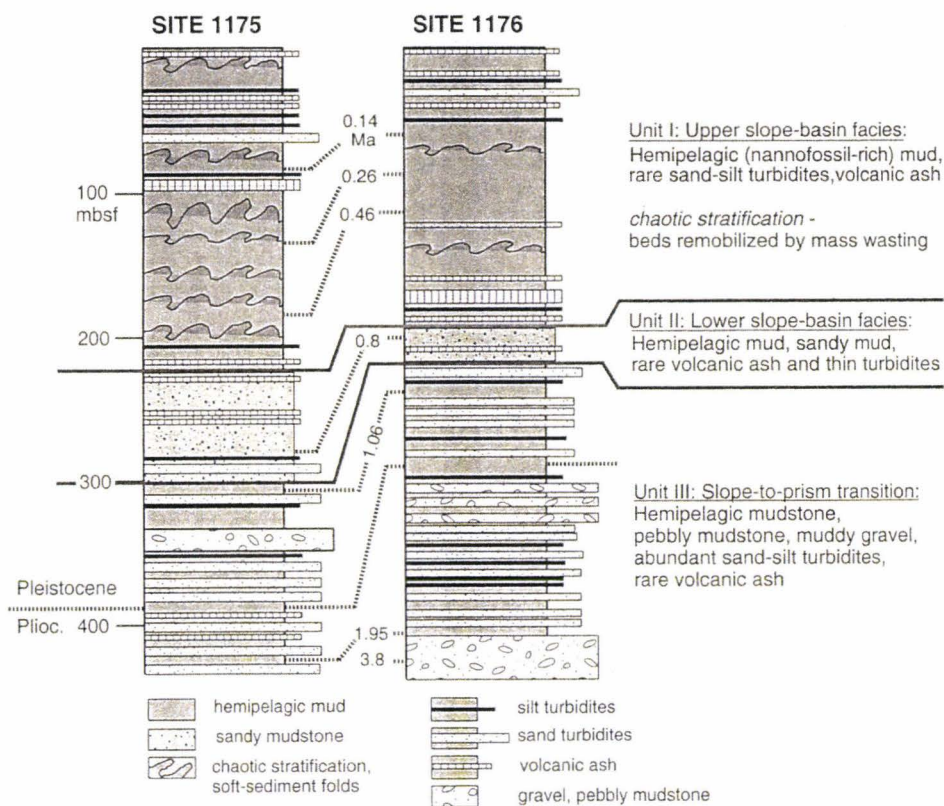 SITE 1175
SITE 1176
0.14
Ma
0.26
0.46
100
mbsf
200
0.8
1.06
300
Pleistocene
Plioc. 400
1.95
3.8
Unit I: Upper slope-basin facies:
Hemipelagic (nannofossil-rich) mud,
rare sand-silt turbidites, volcanic ash
chaotic stratification -
beds remobilized by mass wasting
Unit II: Lower slope-basin facies:
Hemipelagic mud, sandy mud,
rare volcanic ash and thin turbidites
Unit III: Slope-to-prism transition:
Hemipelagic mudstone,
pebbly mudstone, muddy gravel,
abundant sand-silt turbidites,
rare volcanic ash
hemipelagic mud
sandy mudstone
chaotic stratification,
soft-sediment folds
silt turbidites
sand turbidites
volcanic ash
gravel, pebbly mudstone